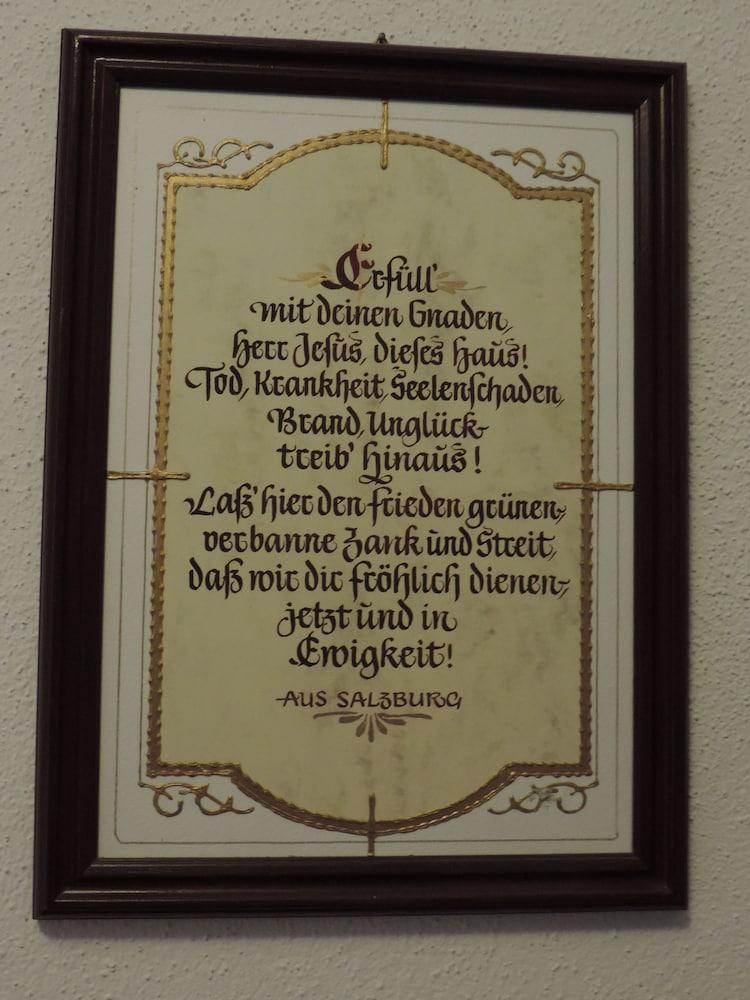 Erfüll'
mit deinen Gnaden,
Herr Jesus, dieses Haus!
Tod, Krankheit, Seelenschaden,
Brand, Unglück
treib' hinaus!
Laß' hier den Frieden grünen,
verbanne Zank und Streit,
daß wir dir fröhlich dienen,
jetzt und in
Ewigkeit!
AUS SALZBURG